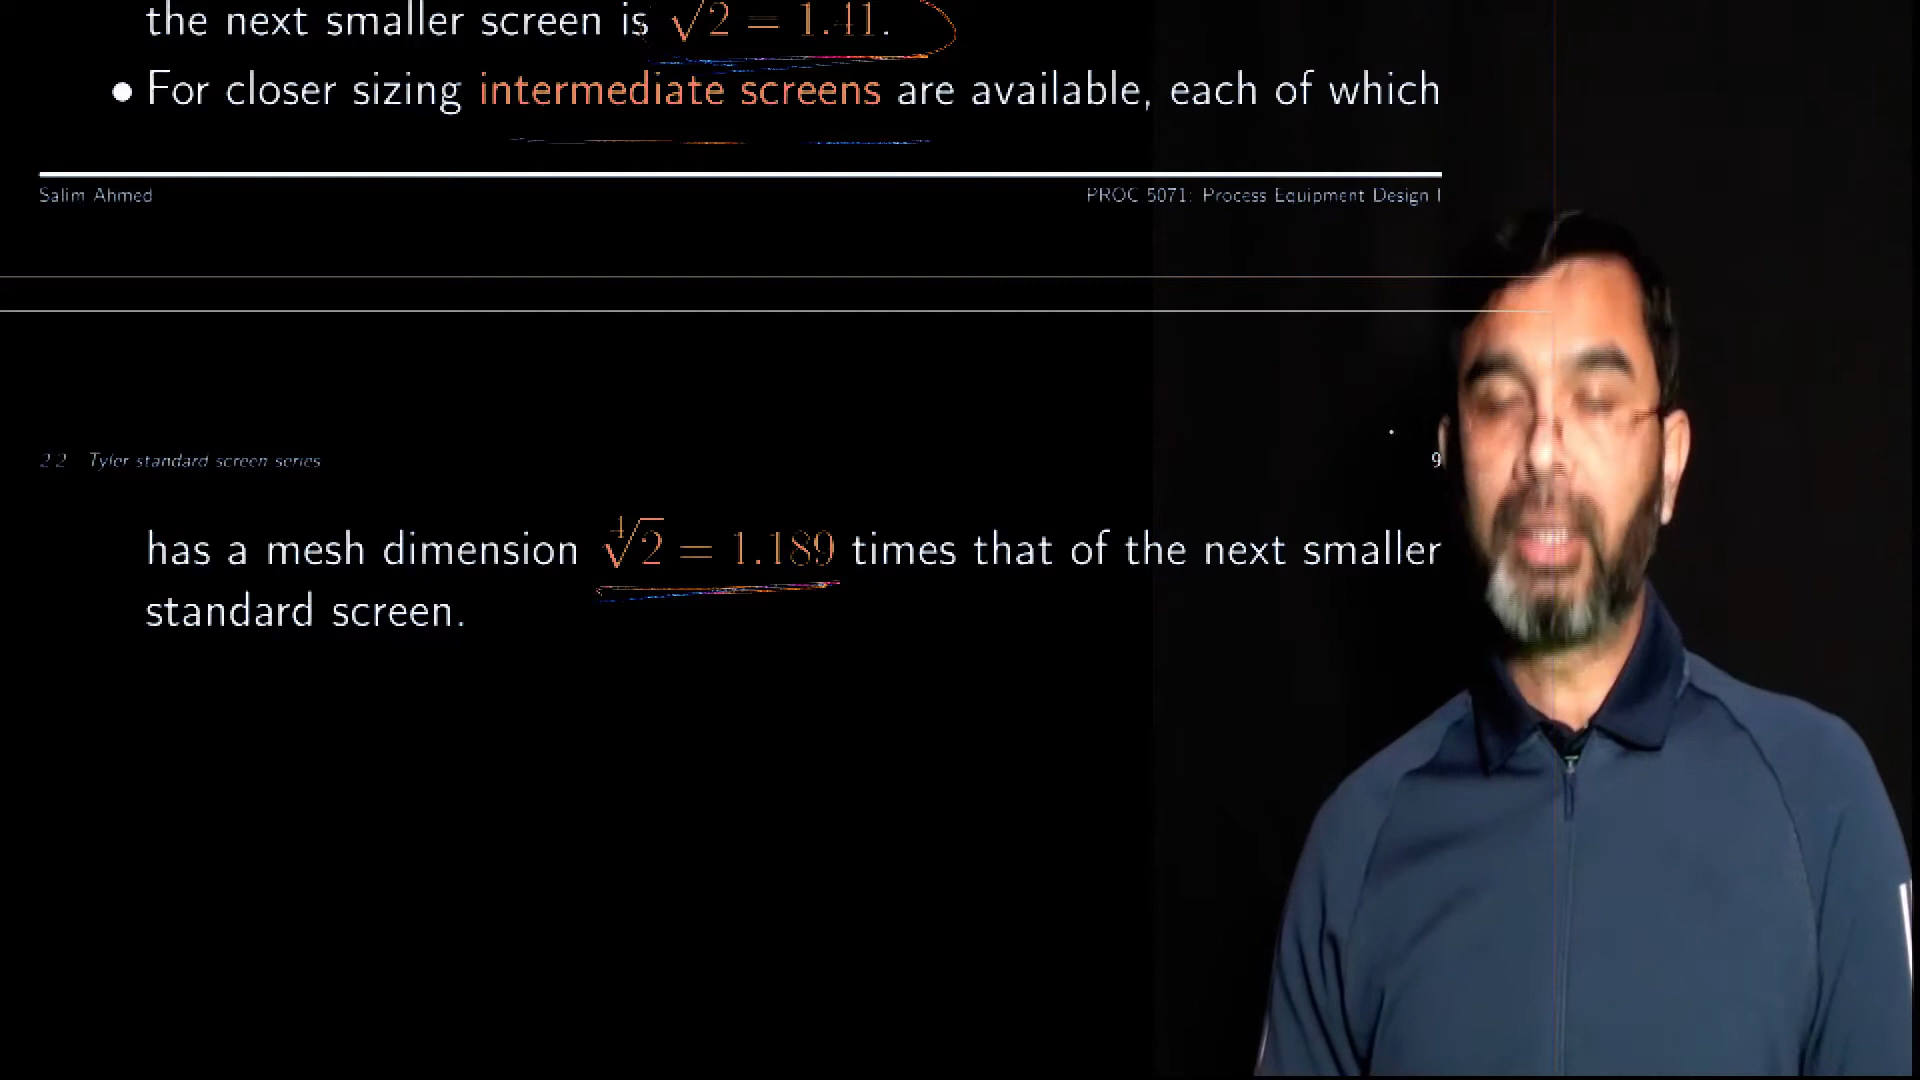 the next smaller screen is √2 = 1.41.
• For closer sizing intermediate screens are available, each of which
Salim Ahmed PROC 5071: Process Equipment Design I
2.2 Tyler standard screen series 9
has a mesh dimension ∜2 = 1.189 times that of the next smaller
standard screen.